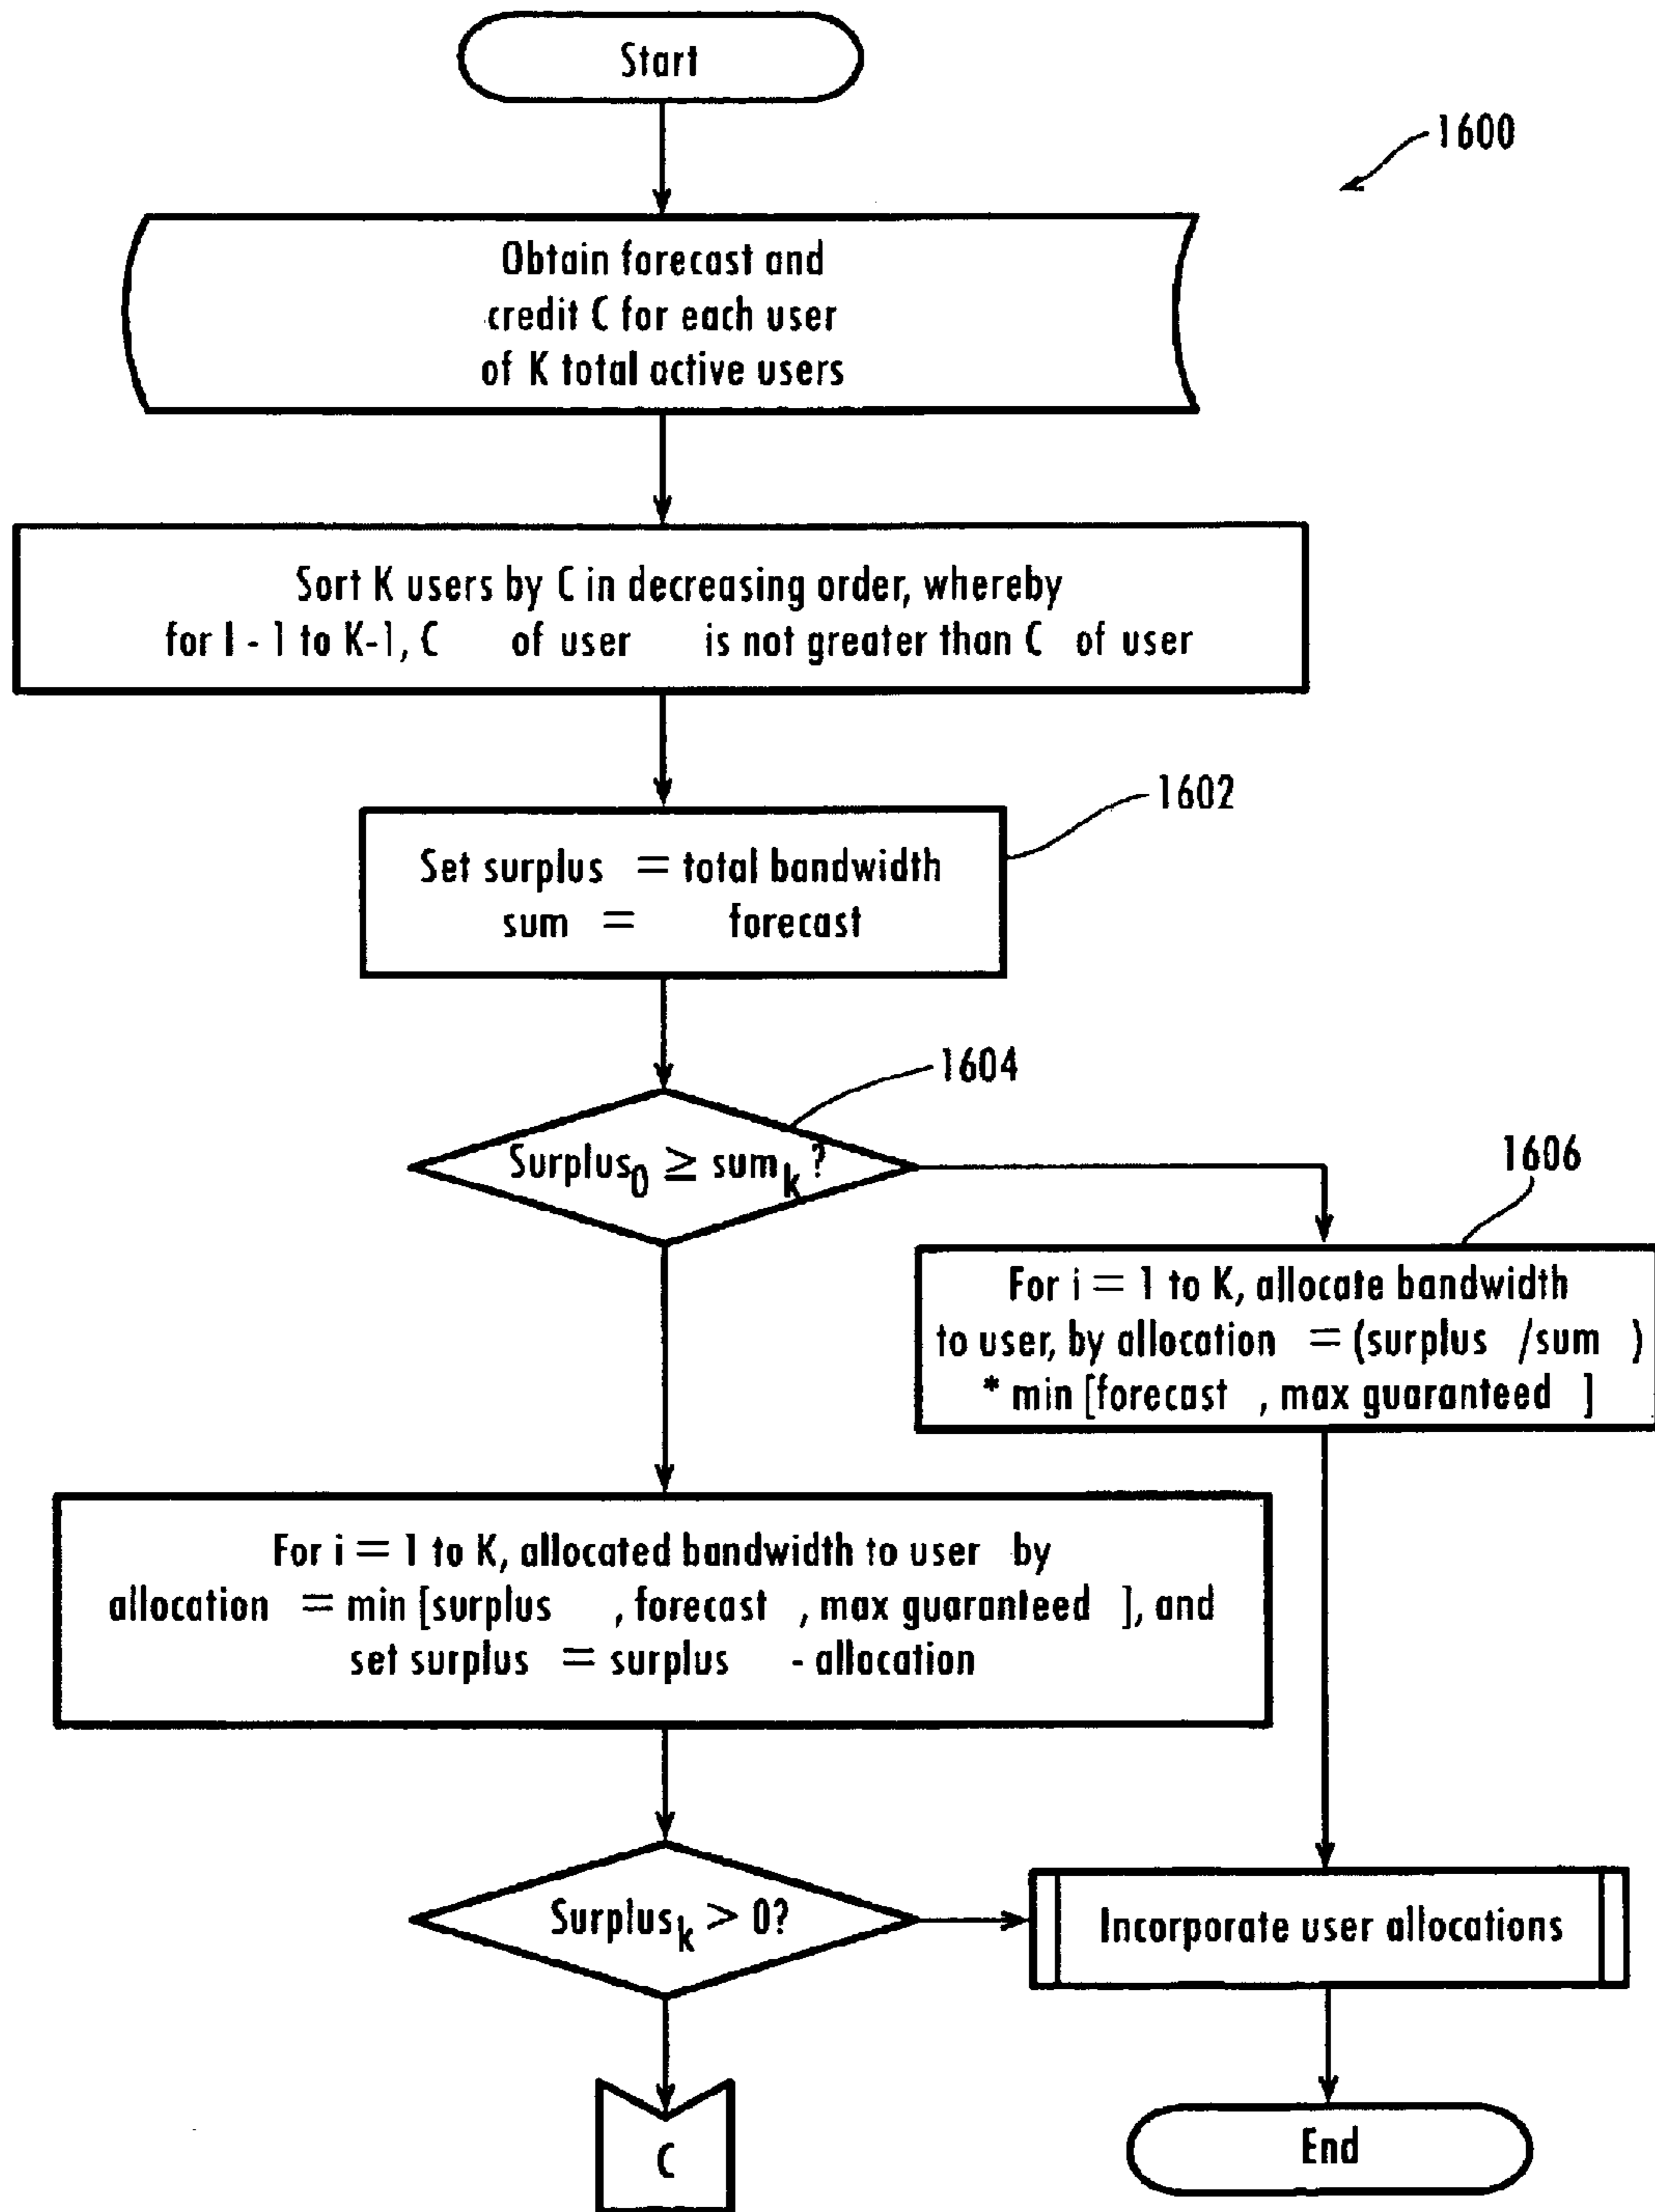 Start
1600
Obtain forecast and
credit C for each user
of K total active users
Sort K users by C in decreasing order, whereby
for I - 1 to K-1, C of user is not greater than C of user
1602
Set surplus = total bandwidth
sum = forecast
1604
Surplus0 ≥ sumk?
1606
For i = 1 to K, allocate bandwidth
to user, by allocation = (surplus /sum )
* min [forecast , max guaranteed ]
For i = 1 to K, allocated bandwidth to user by
allocation = min [surplus , forecast , max guaranteed ], and
set surplus = surplus - allocation
Surplusk > 0?
Incorporate user allocations
C
End